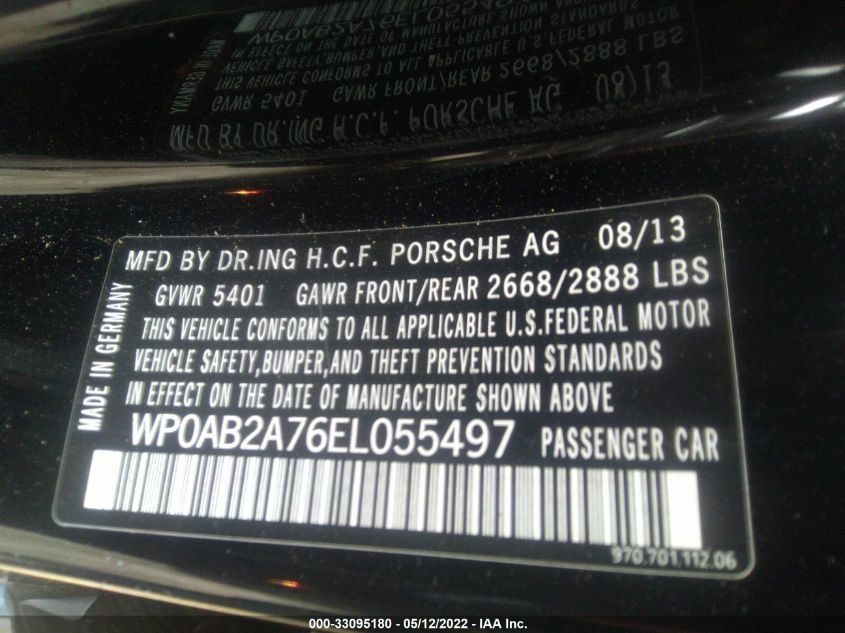 MFD BY DR.ING H.C.F. PORSCHE AG 08/13
GVWR 5401 GAWR FRONT/REAR 2668/2888 LBS
THIS VEHICLE CONFORMS TO ALL APPLICABLE U.S.FEDERAL MOTOR
VEHICLE SAFETY,BUMPER,AND THEFT PREVENTION STANDARDS
IN EFFECT ON THE DATE OF MANUFACTURE SHOWN ABOVE
MADE IN GERMANY
WP0AB2A76EL055497 PASSENGER CAR
970.701.112.06
000-33095180 - 05/12/2022 - IAA Inc.